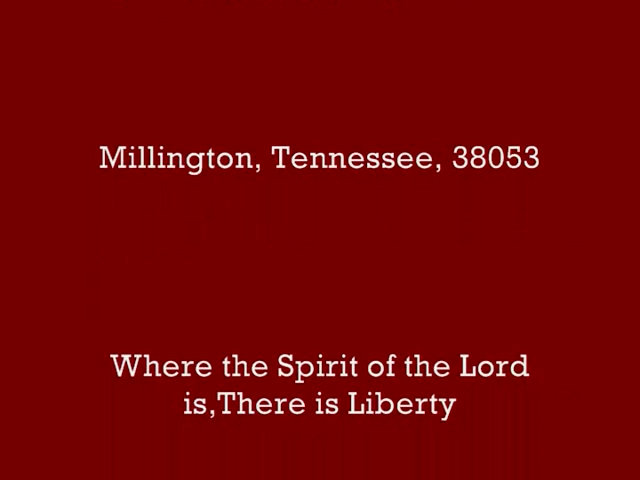 Millington, Tennessee, 38053
Where the Spirit of the Lord
is,There is Liberty